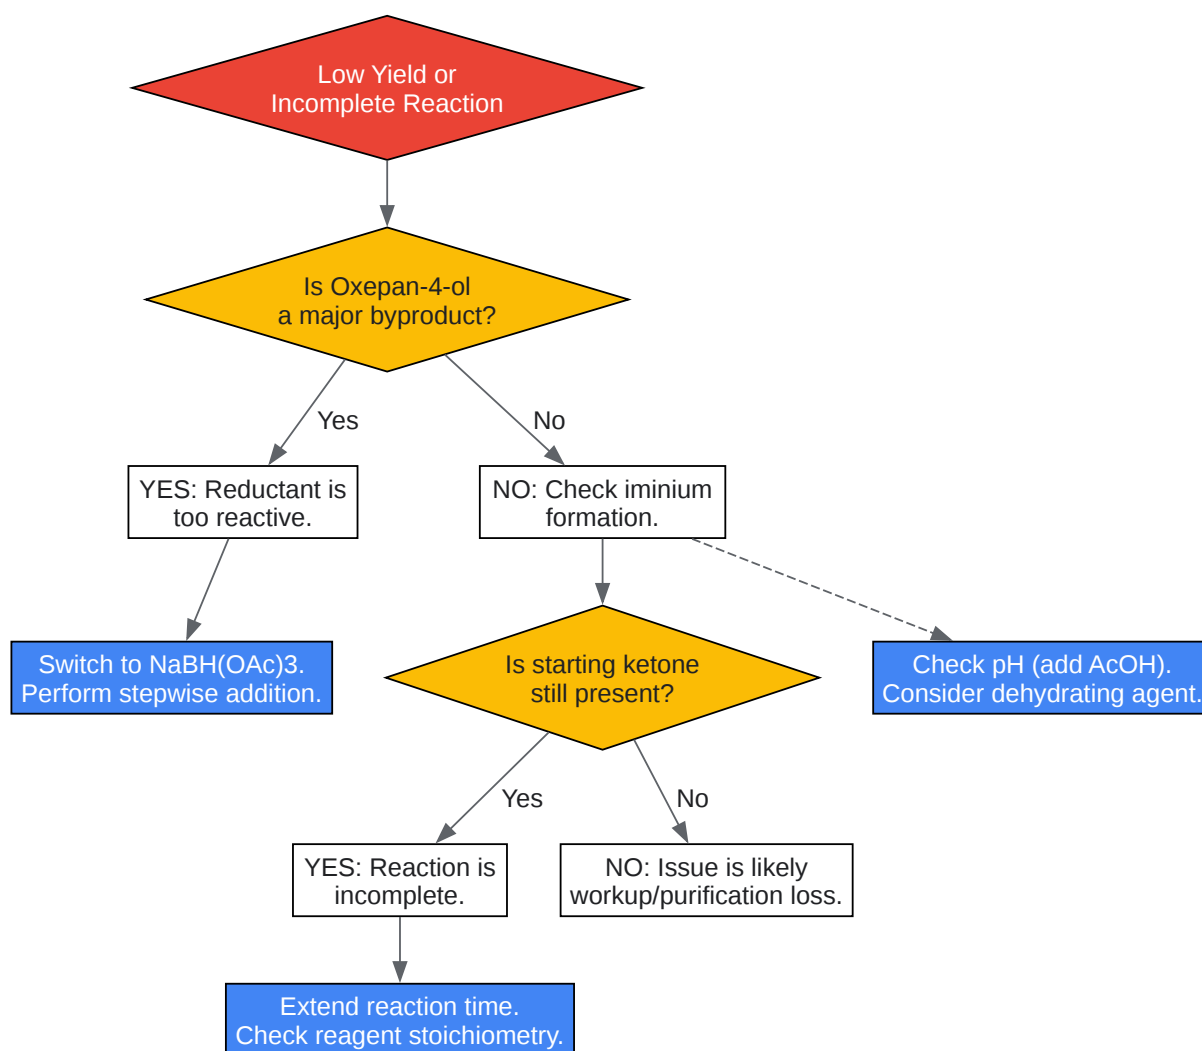 Low Yield or
Incomplete Reaction
Is Oxepan-4-ol
a major byproduct?
Yes
No
YES: Reductant is
too reactive.
NO: Check iminium
formation.
Switch to NaBH(OAc)3.
Perform stepwise addition.
Is starting ketone
still present?
Check pH (add AcOH).
Consider dehydrating agent.
Yes
No
YES: Reaction is
incomplete.
NO: Issue is likely
workup/purification loss.
Extend reaction time.
Check reagent stoichiometry.